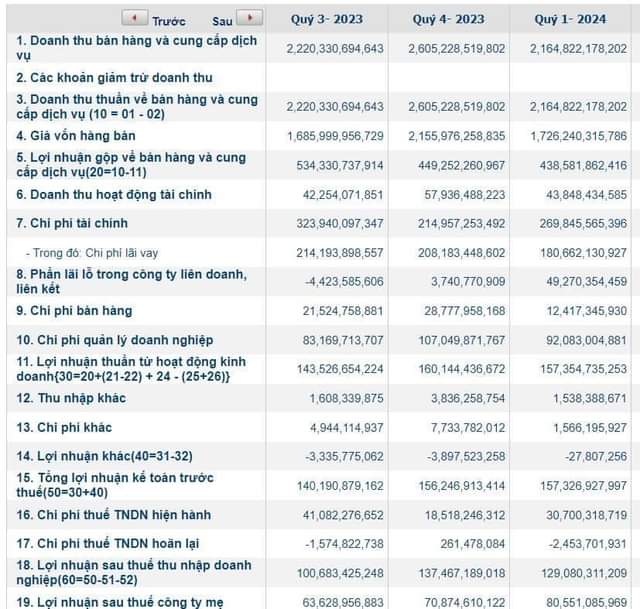 Trước Sau Quý 3- 2023 Quý 4- 2023 Quý 1- 2024
1. Doanh thu bán hàng và cung cấp dịch
vụ 2,220,330,694,643 2,605,228,519,802 2,164,822,178,202
2. Các khoản giảm trừ doanh thu
3. Doanh thu thuần về bán hàng và cung
cấp dịch vụ (10 = 01 - 02) 2,220,330,694,643 2,605,228,519,802 2,164,822,178,202
4. Giá vốn hàng bán 1,685,999,956,729 2,155,976,258,835 1,726,240,315,786
5. Lợi nhuận gộp về bán hàng và cung
cấp dịch vụ(20=10-11) 534,330,737,914 449,252,260,967 438,581,862,416
6. Doanh thu hoạt động tài chính 42,254,071,851 57,936,488,223 43,848,434,585
7. Chi phí tài chính 323,940,097,347 214,957,253,492 269,845,565,396
- Trong đó: Chi phí lãi vay 214,193,898,557 208,183,448,602 180,662,130,927
8. Phần lãi lỗ trong công ty liên doanh,
liên kết -4,423,585,606 3,740,770,909 49,270,354,459
9. Chi phí bán hàng 21,524,758,881 28,777,958,168 12,417,345,930
10. Chi phí quản lý doanh nghiệp 83,169,713,707 107,049,871,767 92,083,004,881
11. Lợi nhuận thuần từ hoạt động kinh
doanh{30=20+(21-22) + 24 - (25+26)} 143,526,654,224 160,144,436,672 157,354,735,253
12. Thu nhập khác 1,608,339,875 3,836,258,754 1,538,388,671
13. Chi phí khác 4,944,114,937 7,733,782,012 1,566,195,927
14. Lợi nhuận khác(40=31-32) -3,335,775,062 -3,897,523,258 -27,807,256
15. Tổng lợi nhuận kế toán trước
thuế(50=30+40) 140,190,879,162 156,246,913,414 157,326,927,997
16. Chi phí thuế TNDN hiện hành 41,082,276,652 18,518,246,312 30,700,318,719
17. Chi phí thuế TNDN hoãn lại -1,574,822,738 261,478,084 -2,453,701,931
18. Lợi nhuận sau thuế thu nhập doanh
nghiệp(60=50-51-52) 100,683,425,248 137,467,189,018 129,080,311,209
19. Lợi nhuận sau thuế công ty mẹ 63,628,956,883 70,874,610,122 80,551,085,969